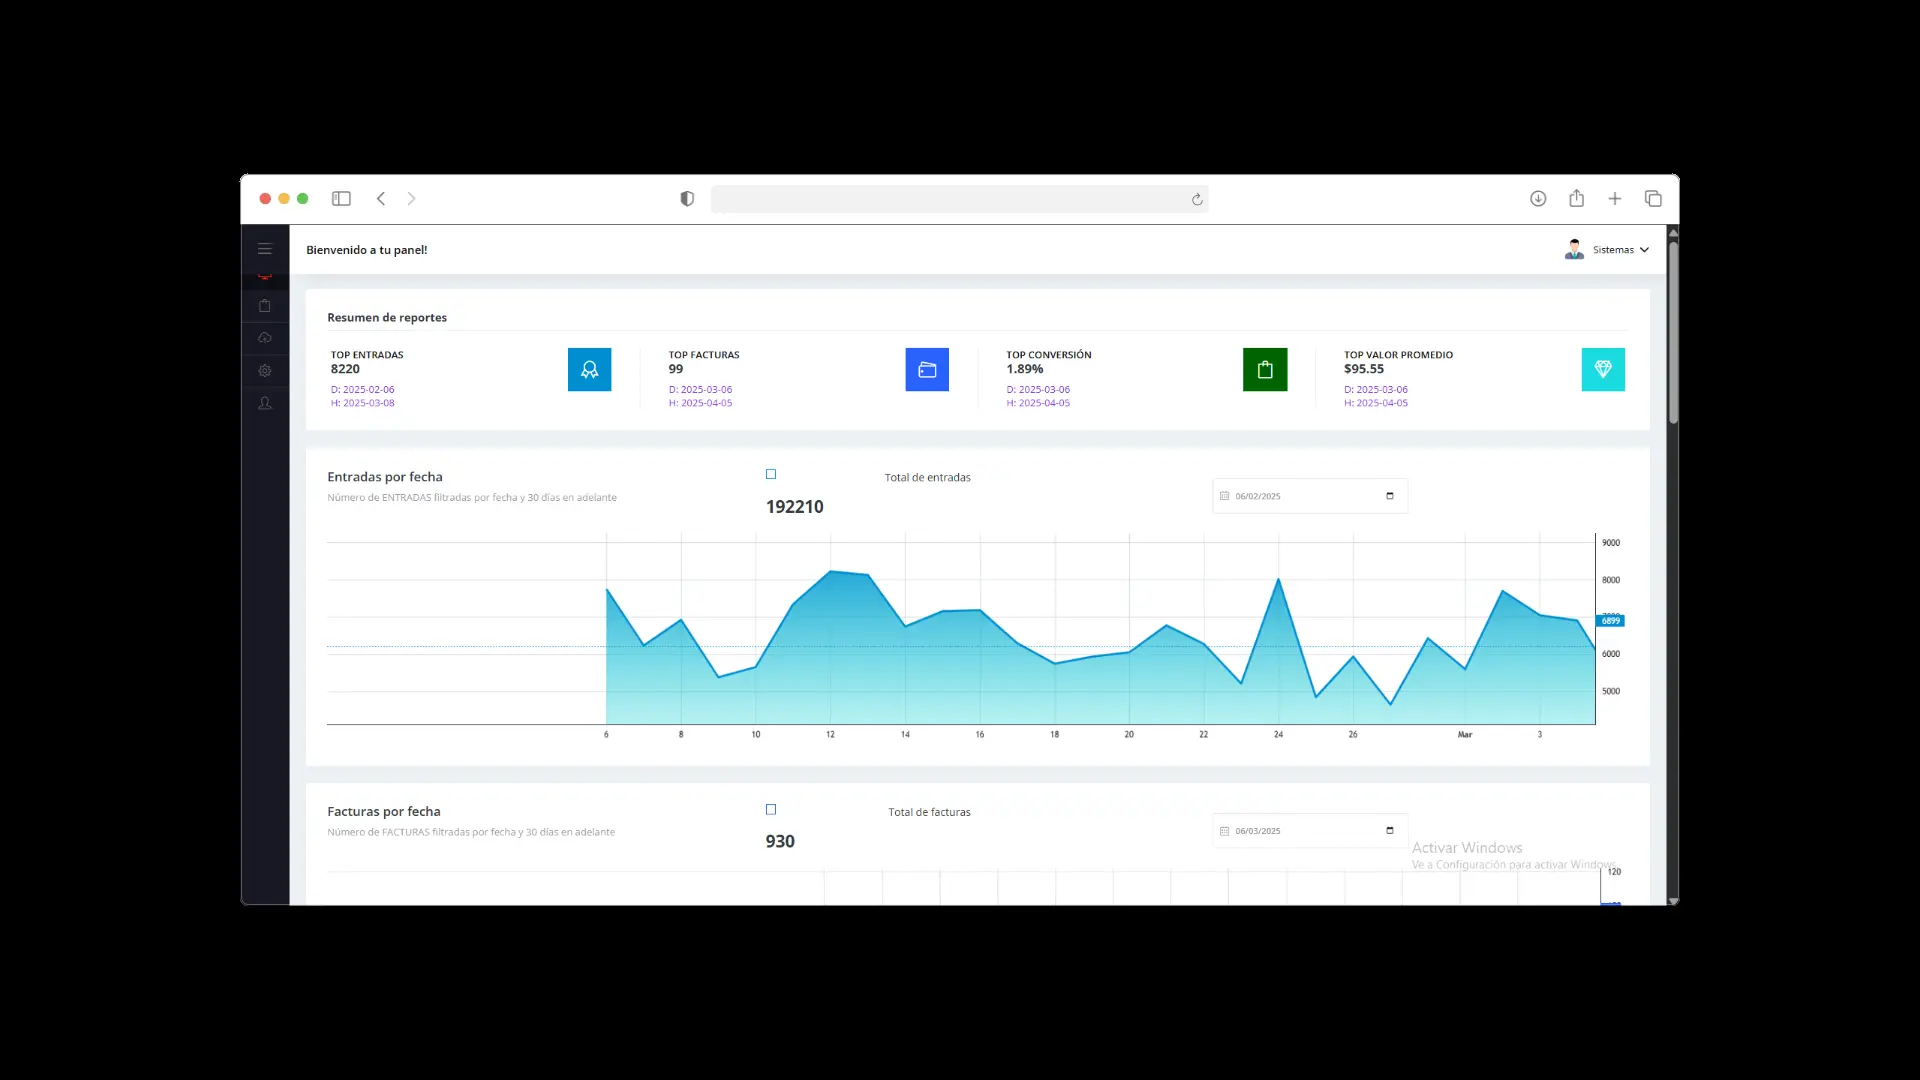 Bienvenido a tu panel!
Sistemas
Resumen de reportes
TOP ENTRADAS
8220
D: 2025-02-06
H: 2025-03-08
TOP FACTURAS
99
D: 2025-03-06
H: 2025-04-05
TOP CONVERSIÓN
1.89%
D: 2025-03-06
H: 2025-04-05
TOP VALOR PROMEDIO
$95.55
D: 2025-03-06
H: 2025-04-05
Entradas por fecha
Número de ENTRADAS filtradas por fecha y 30 días en adelante
192210
Total de entradas
06/02/2025
9000
8000
6899
6000
5000
6 8 10 12 14 16 18 20 22 24 26 Mar 3
Facturas por fecha
Número de FACTURAS filtradas por fecha y 30 días en adelante
930
Total de facturas
06/03/2025
Activar Windows
Ve a Configuración para activar Windows.
120